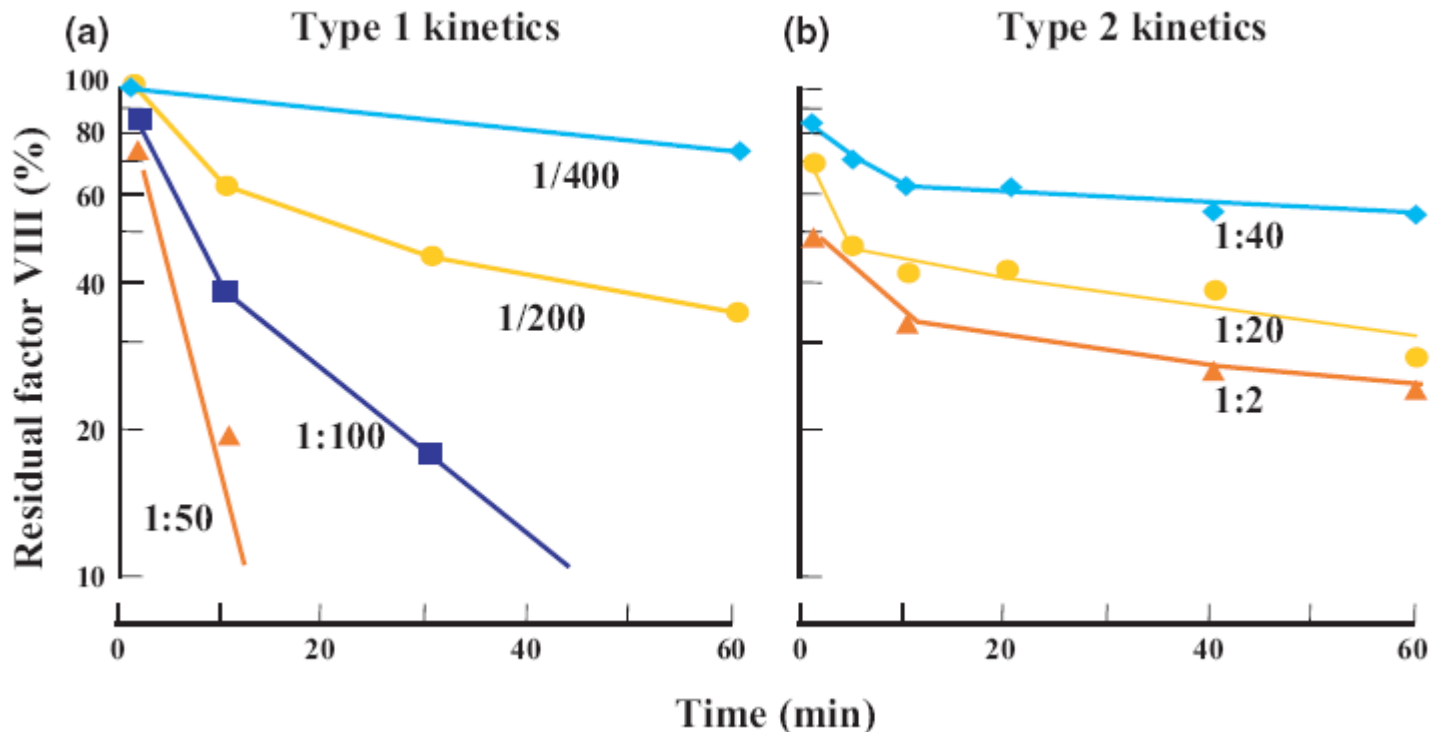 (a) Type 1 kinetics
(b) Type 2 kinetics
Residual factor VIII (%)
100
80
60
40
20
10
1/400
1/200
1:100
1:50
1:40
1:20
1:2
0 20 40 60
0 20 40 60
Time (min)